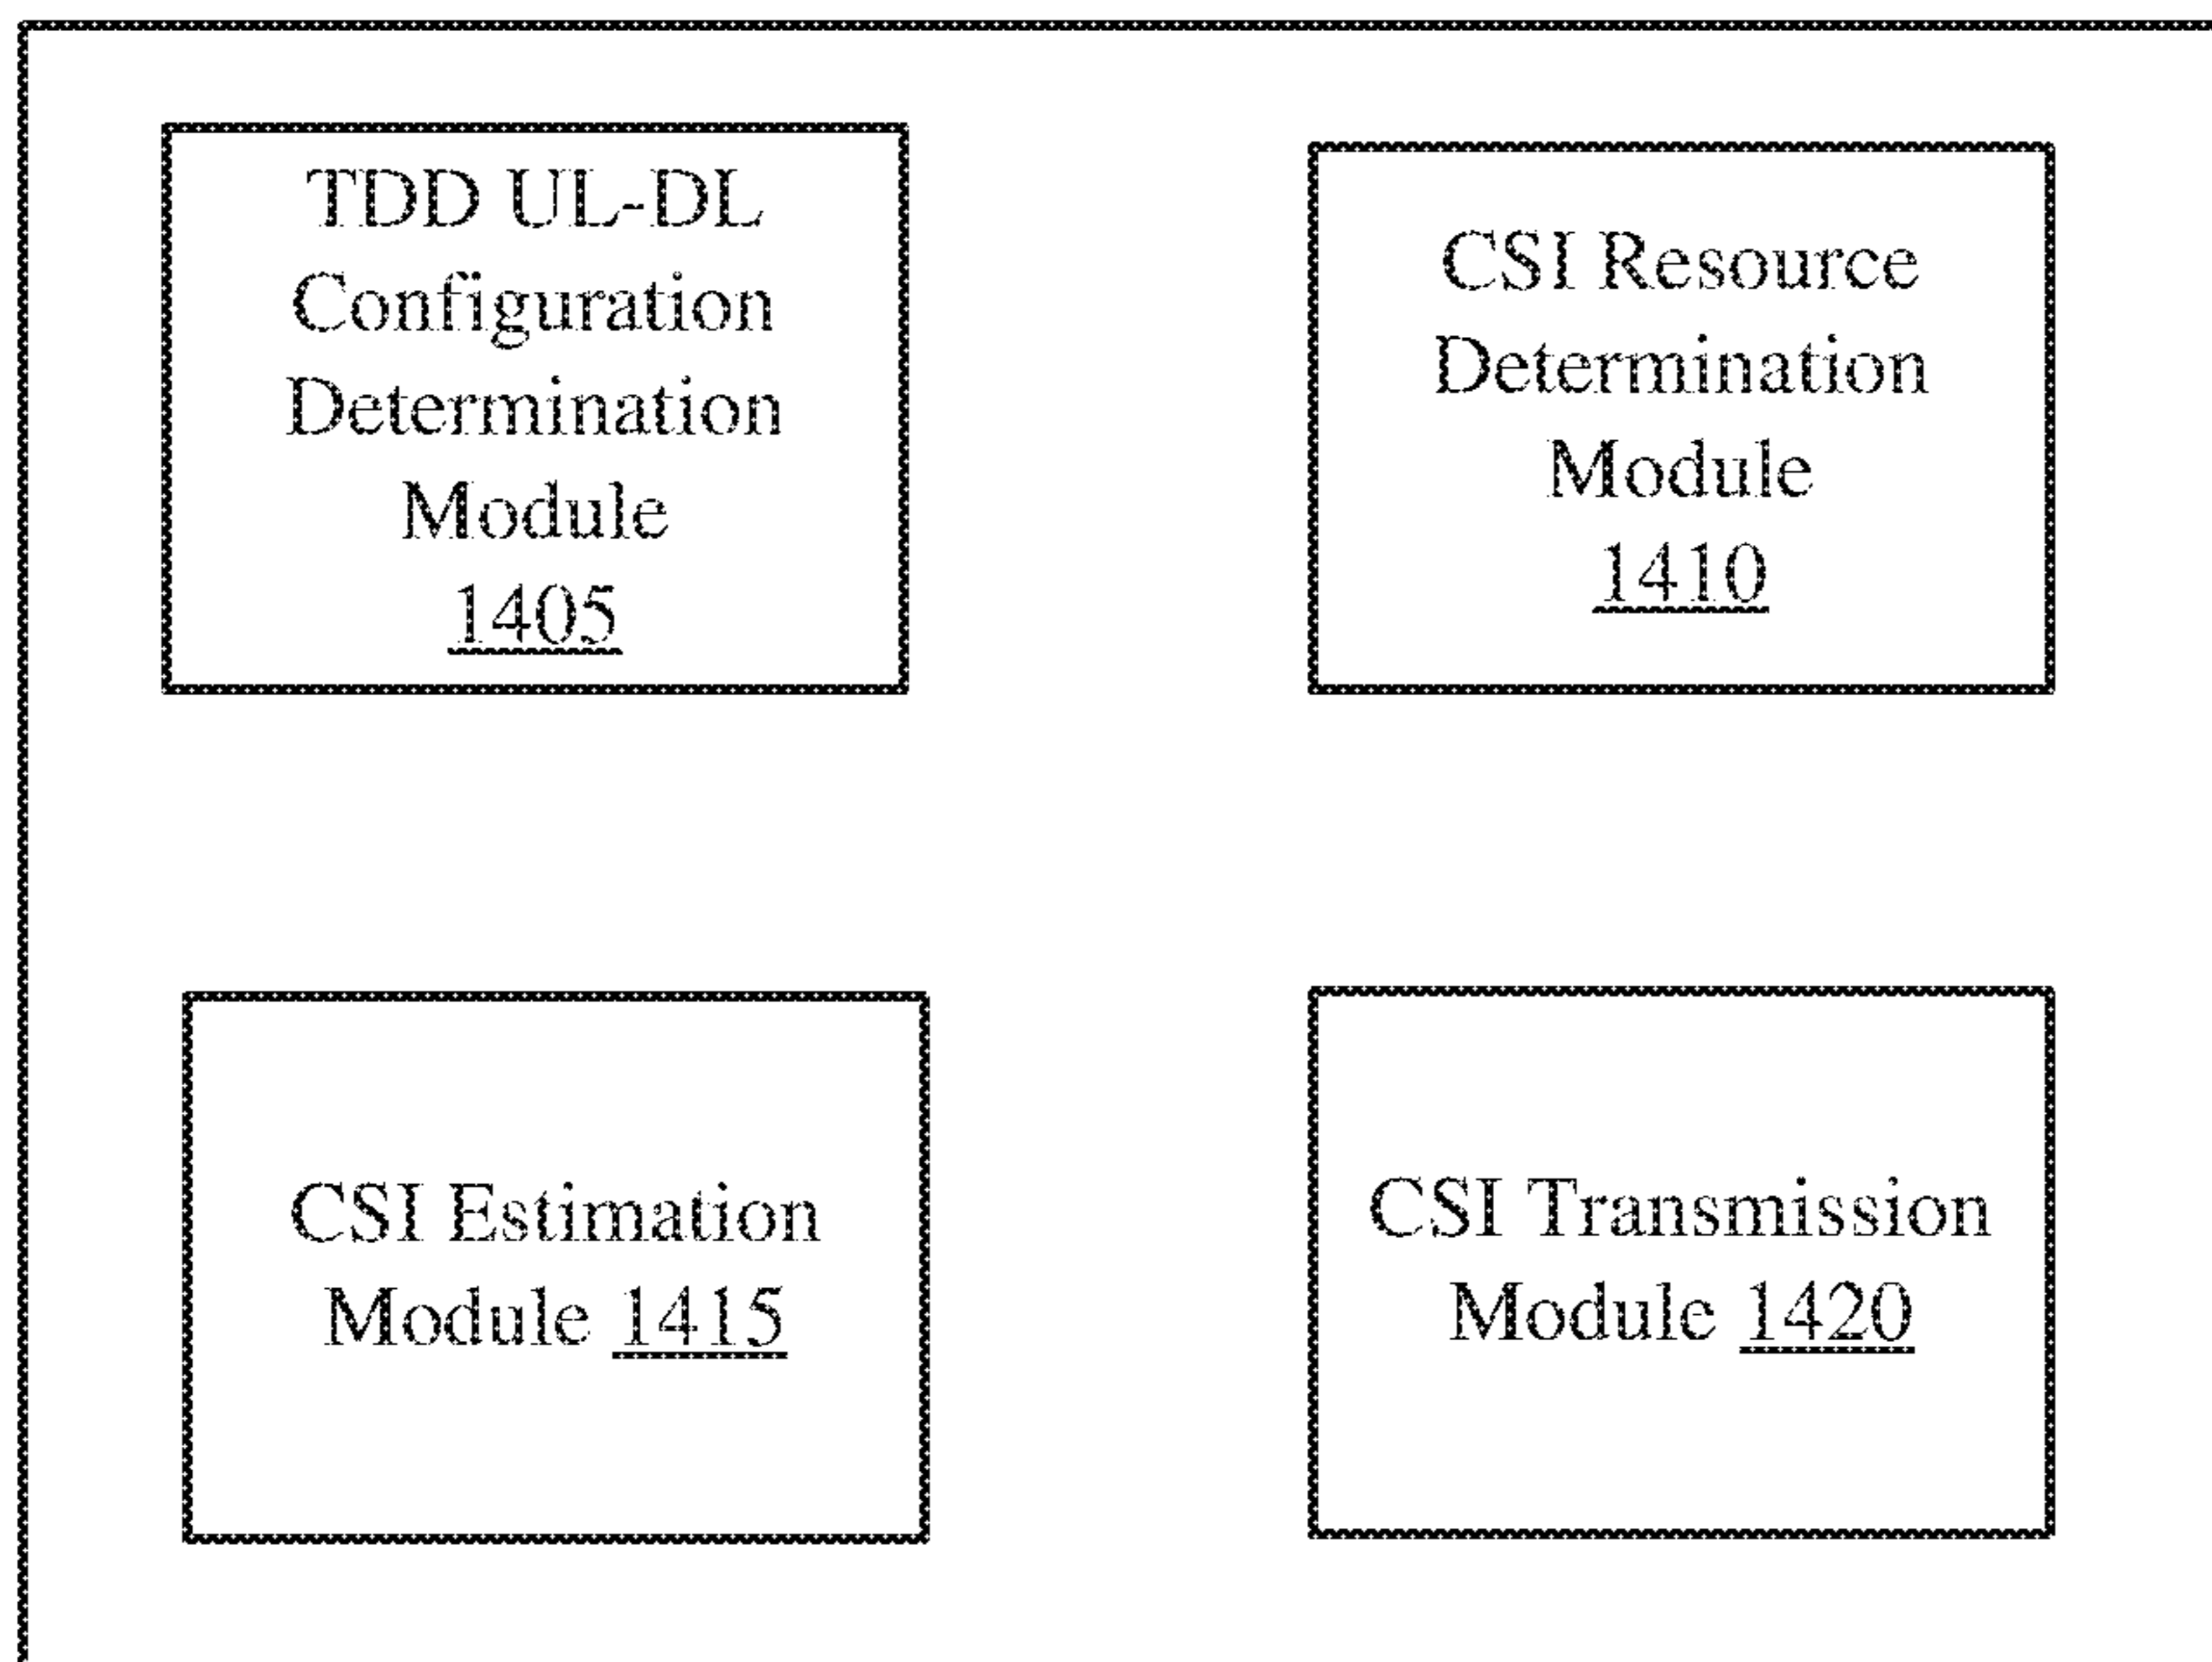 TDD UL-DL
Configuration
Determination
Module
1405
CSI Resource
Determination
Module
1410
CSI Estimation
Module 1415
CSI Transmission
Module 1420